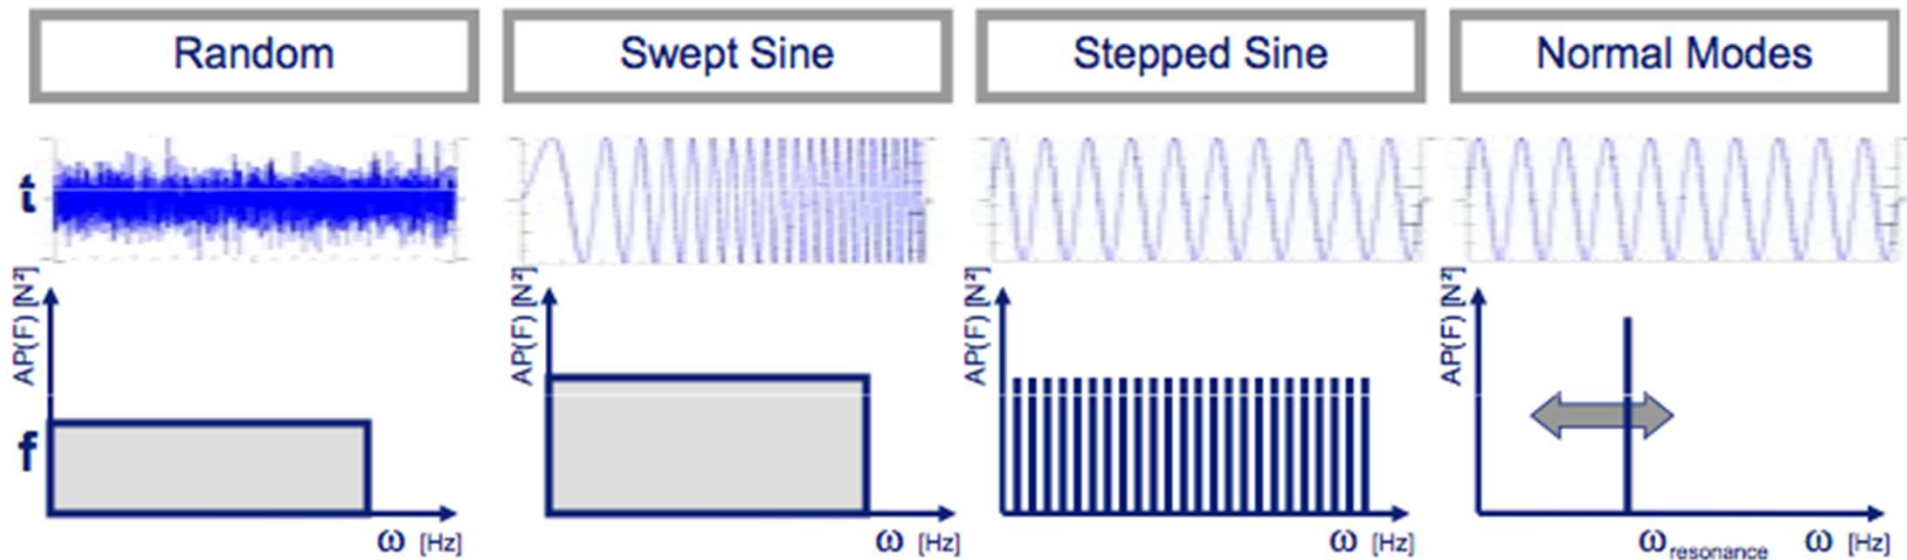 Random
Swept Sine
Stepped Sine
Normal Modes
t
f
AP(F) [N²]
ω [Hz]
AP(F) [N²]
ω [Hz]
AP(F) [N²]
ω [Hz]
AP(F) [N²]
ωresonance
ω [Hz]